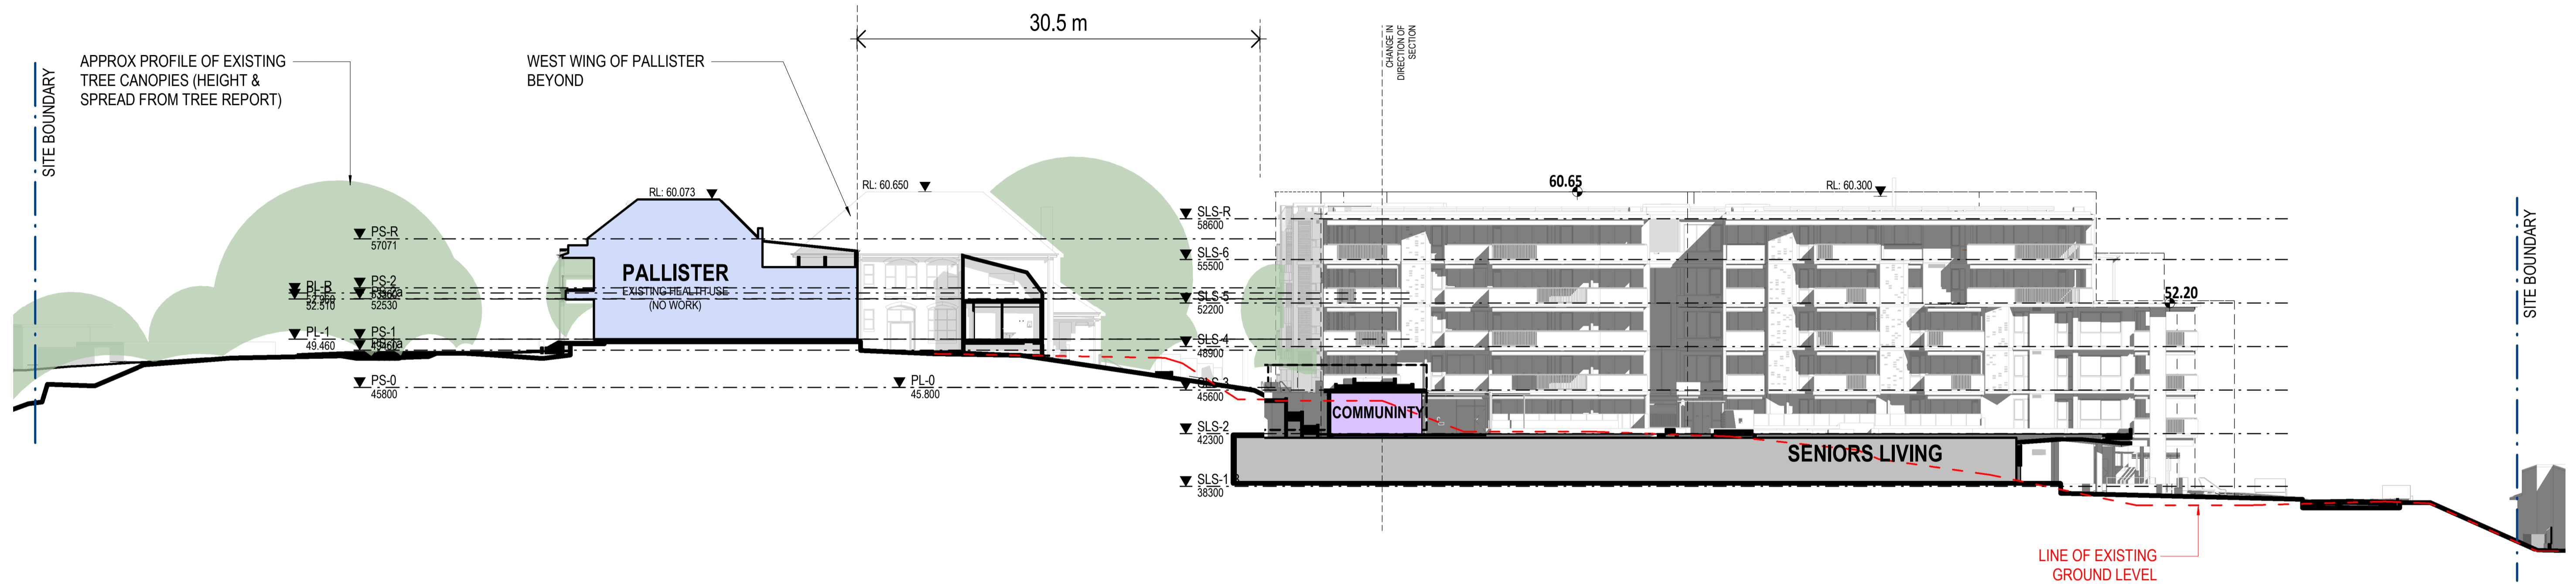 30.5 m
APPROX PROFILE OF EXISTING
TREE CANOPIES (HEIGHT &
SPREAD FROM TREE REPORT)
SITE BOUNDARY
WEST WING OF PALLISTER
BEYOND
CHANGE IN
DIRECTION OF
SECTION
RL: 60.073
RL: 60.650
60.65
RL: 60.300
PS-R
57071
SLS-R
58600
SLS-6
55500
PALLISTER
EXISTING HEALTH USE
(NO WORK)
PL-R
52.510
PS-2
52530
SLS-5
52200
52.20
SITE BOUNDARY
PL-1
49.460
PS-1
SLS-4
48900
PS-0
45800
PL-0
45.800
45600
COMMUNINTY
SLS-2
42300
SENIORS LIVING
SLS-1
38300
LINE OF EXISTING
GROUND LEVEL